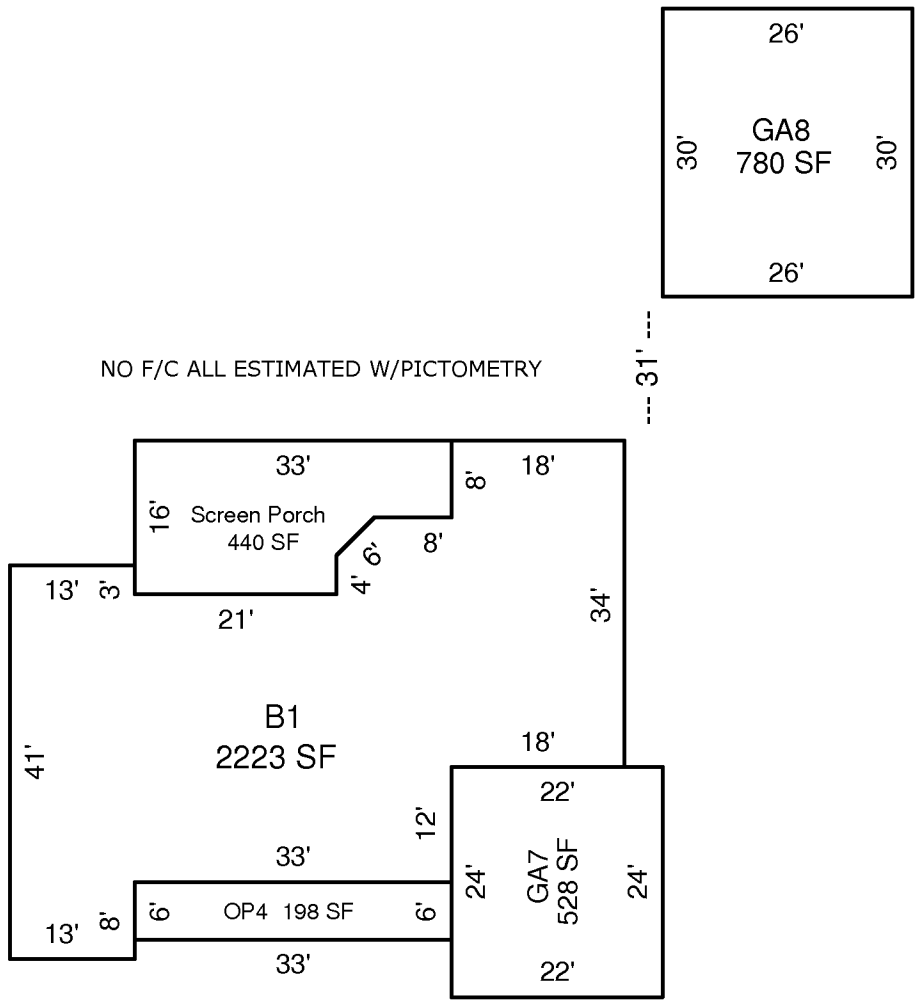 26'
GA8
30'
780 SF
30'
26'
31'
NO F/C ALL ESTIMATED W/PICTOMETRY
33'
18'
8'
16'
Screen Porch
440 SF
8'
6'
4'
13'
3'
21'
34'
B1
2223 SF
41'
18'
22'
12'
33'
24'
GA7
528 SF
24'
OP4 198 SF
6'
6'
8'
13'
33'
22'